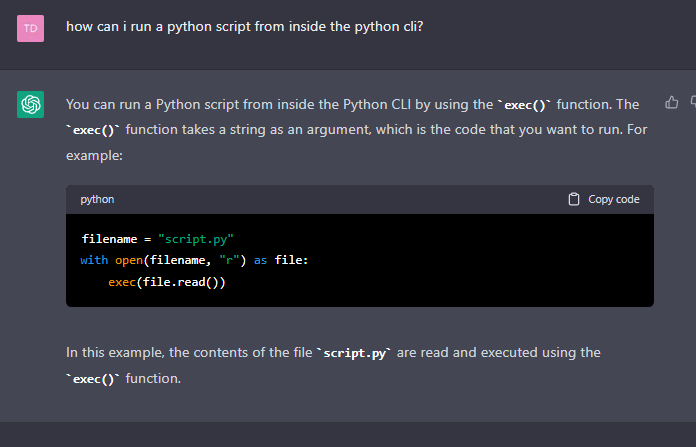 TD
how can i run a python script from inside the python cli?
You can run a Python script from inside the Python CLI by using the `exec()` function. The
`exec()` function takes a string as an argument, which is the code that you want to run. For
example:
python
Copy code
filename = "script.py"
with open(filename, "r") as file:
    exec(file.read())
In this example, the contents of the file `script.py` are read and executed using the
`exec()` function.